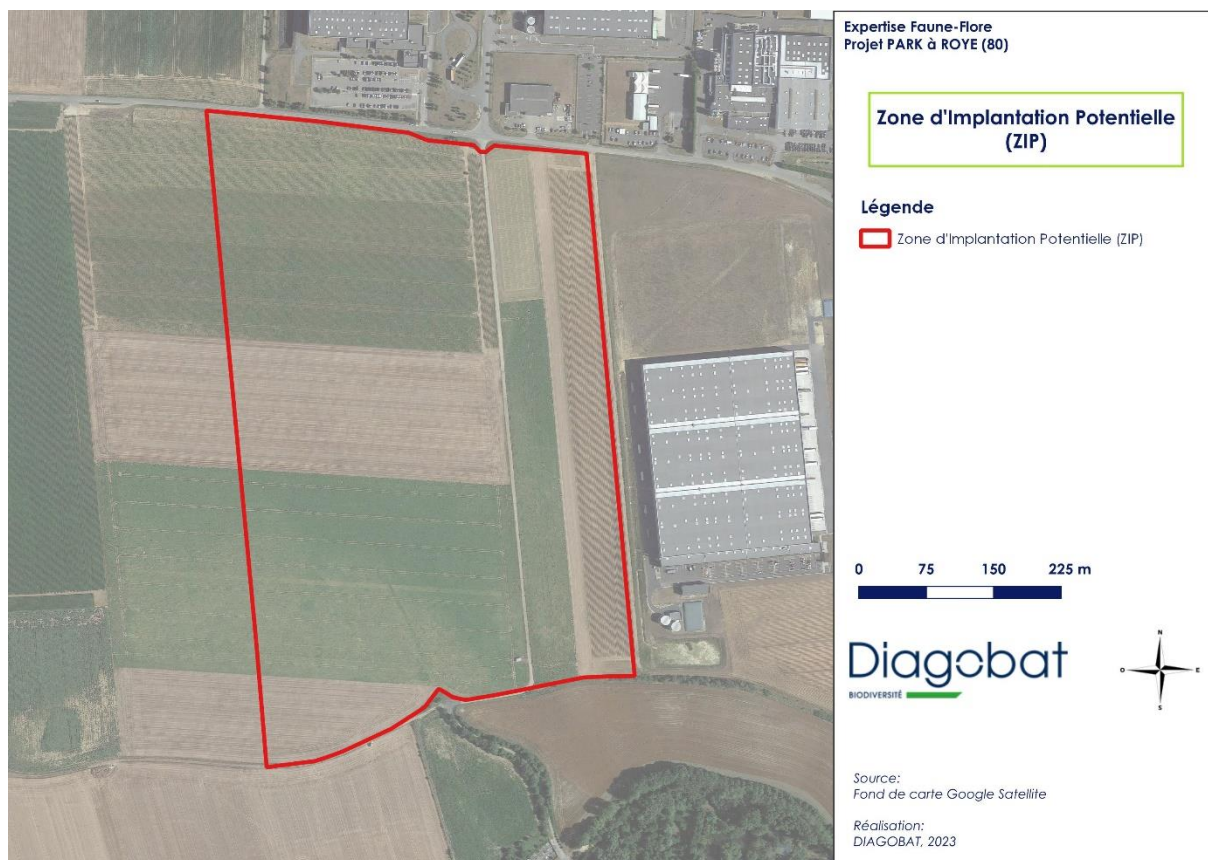 Expertise Faune-Flore
Projet PARK à ROYE (80)
Zone d'Implantation Potentielle
(ZIP)
Légende
Zone d'Implantation Potentielle (ZIP)
0 75 150 225 m
Diagobat
BIODIVERSITÉ
N
O E
S
Source:
Fond de carte Google Satellite
Réalisation:
DIAGOBAT, 2023